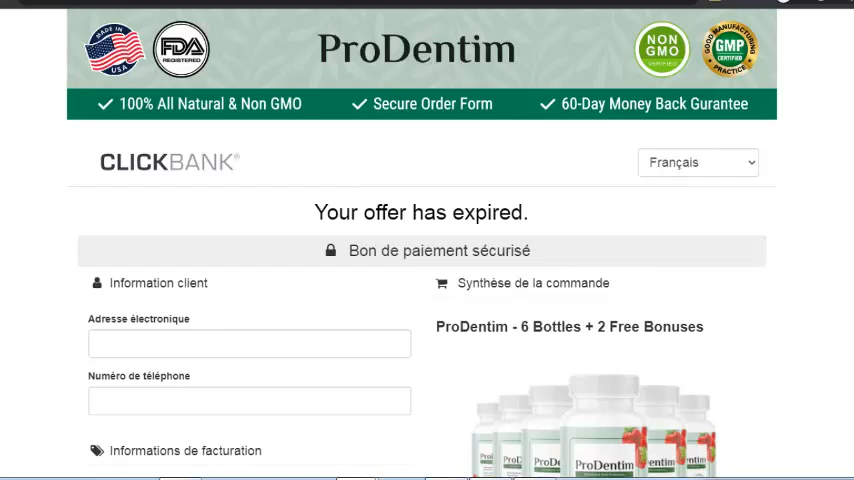 MADE IN
USA
FDA
REGISTERED
ProDentim
NON
GMO
VERIFIED
GOOD MANUFACTURING
GMP
CERTIFIED
PRACTICE
100% All Natural & Non GMO
Secure Order Form
60-Day Money Back Gurantee
CLICKBANK®
Français
Your offer has expired.
Bon de paiement sécurisé
Information client
Synthèse de la commande
Adresse électronique
ProDentim - 6 Bottles + 2 Free Bonuses
Numéro de téléphone
Informations de facturation
ProDentim